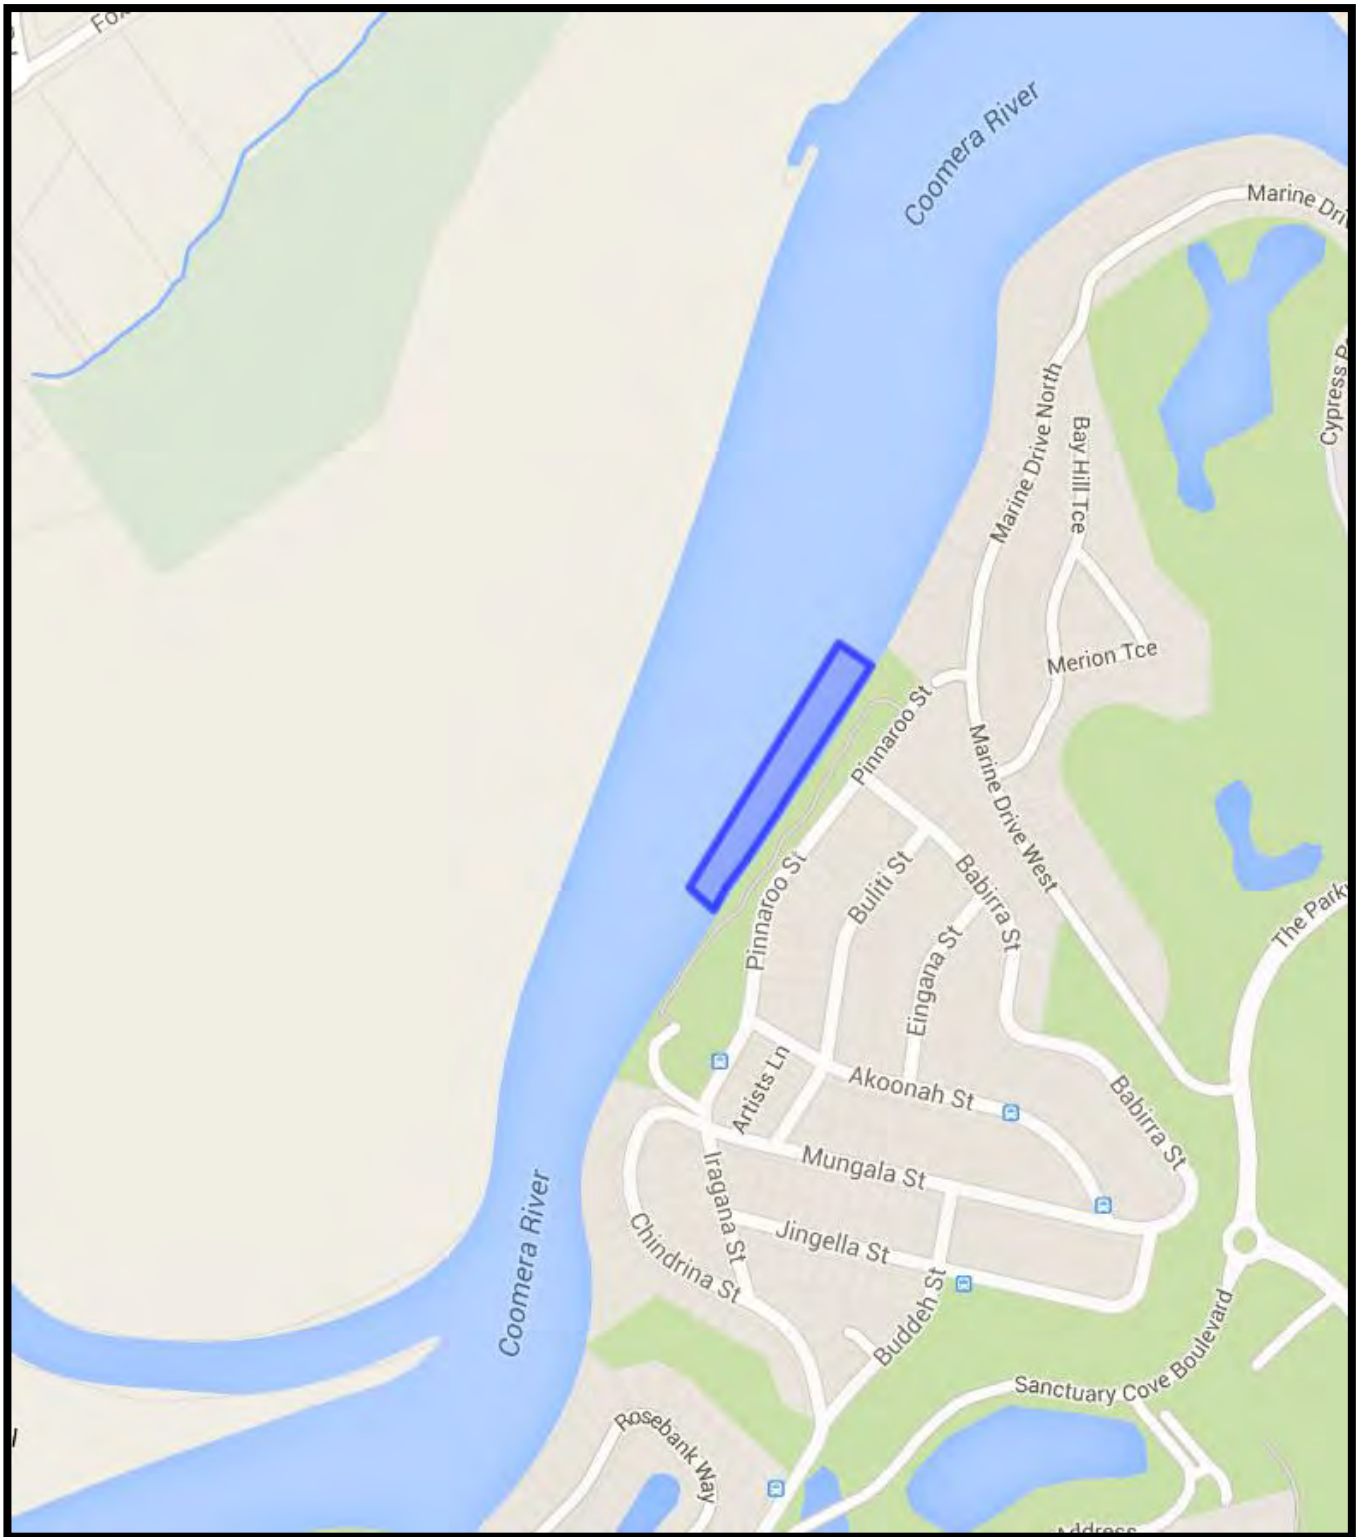 Fox
Coomera River
Marine Dri
Cypress P
Marine Drive North
Bay Hill Tce
Merion Tce
Pinnaroo St
Marine Drive West
Pinnaroo St
Buliti St
Babirra St
The Park
Eingana St
Artists Ln
Akoonah St
Babirra St
Mungala St
Iragana St
Coomera River
Chindrina St
Jingella St
Buddeh St
Sanctuary Cove Boulevard
Rosebank Way
Address